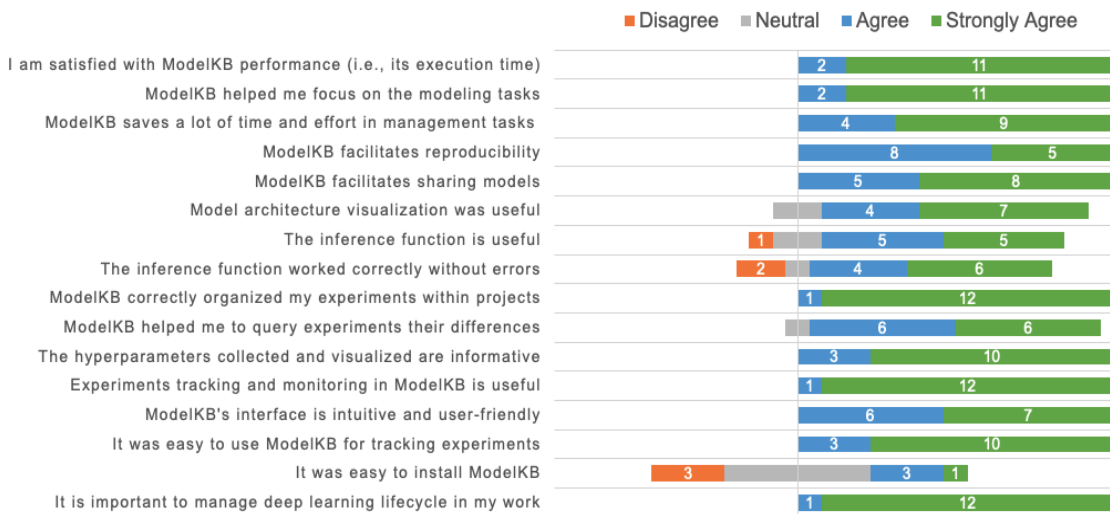 Disagree Neutral Agree Strongly Agree
I am satisfied with ModelKB performance (i.e., its execution time) 2 11
ModelKB helped me focus on the modeling tasks 2 11
ModelKB saves a lot of time and effort in management tasks 4 9
ModelKB facilitates reproducibility 8 5
ModelKB facilitates sharing models 5 8
Model architecture visualization was useful 4 7
The inference function is useful 1 5 5
The inference function worked correctly without errors 2 4 6
ModelKB correctly organized my experiments within projects 1 12
ModelKB helped me to query experiments their differences 6 6
The hyperparameters collected and visualized are informative 3 10
Experiments tracking and monitoring in ModelKB is useful 1 12
ModelKB's interface is intuitive and user-friendly 6 7
It was easy to use ModelKB for tracking experiments 3 10
It was easy to install ModelKB 3 3 1
It is important to manage deep learning lifecycle in my work 1 12